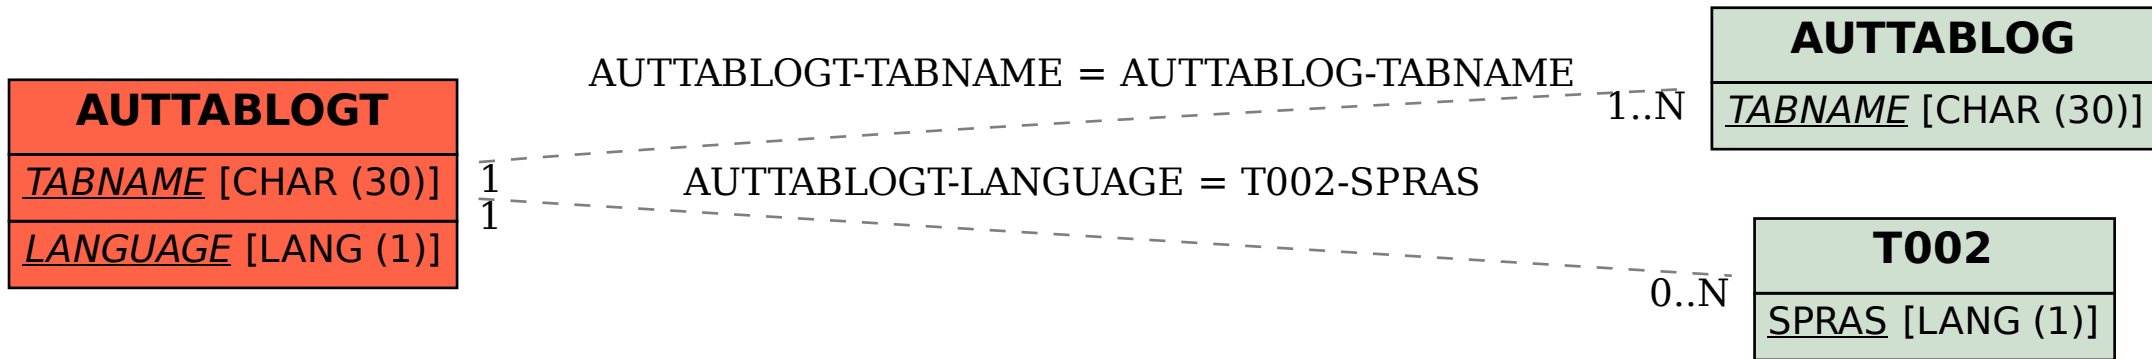 AUTTABLOGT
TABNAME [CHAR (30)]
LANGUAGE [LANG (1)]
AUTTABLOGT-TABNAME = AUTTABLOG-TABNAME
1
1..N
AUTTABLOGT-LANGUAGE = T002-SPRAS
1
0..N
AUTTABLOG
TABNAME [CHAR (30)]
T002
SPRAS [LANG (1)]